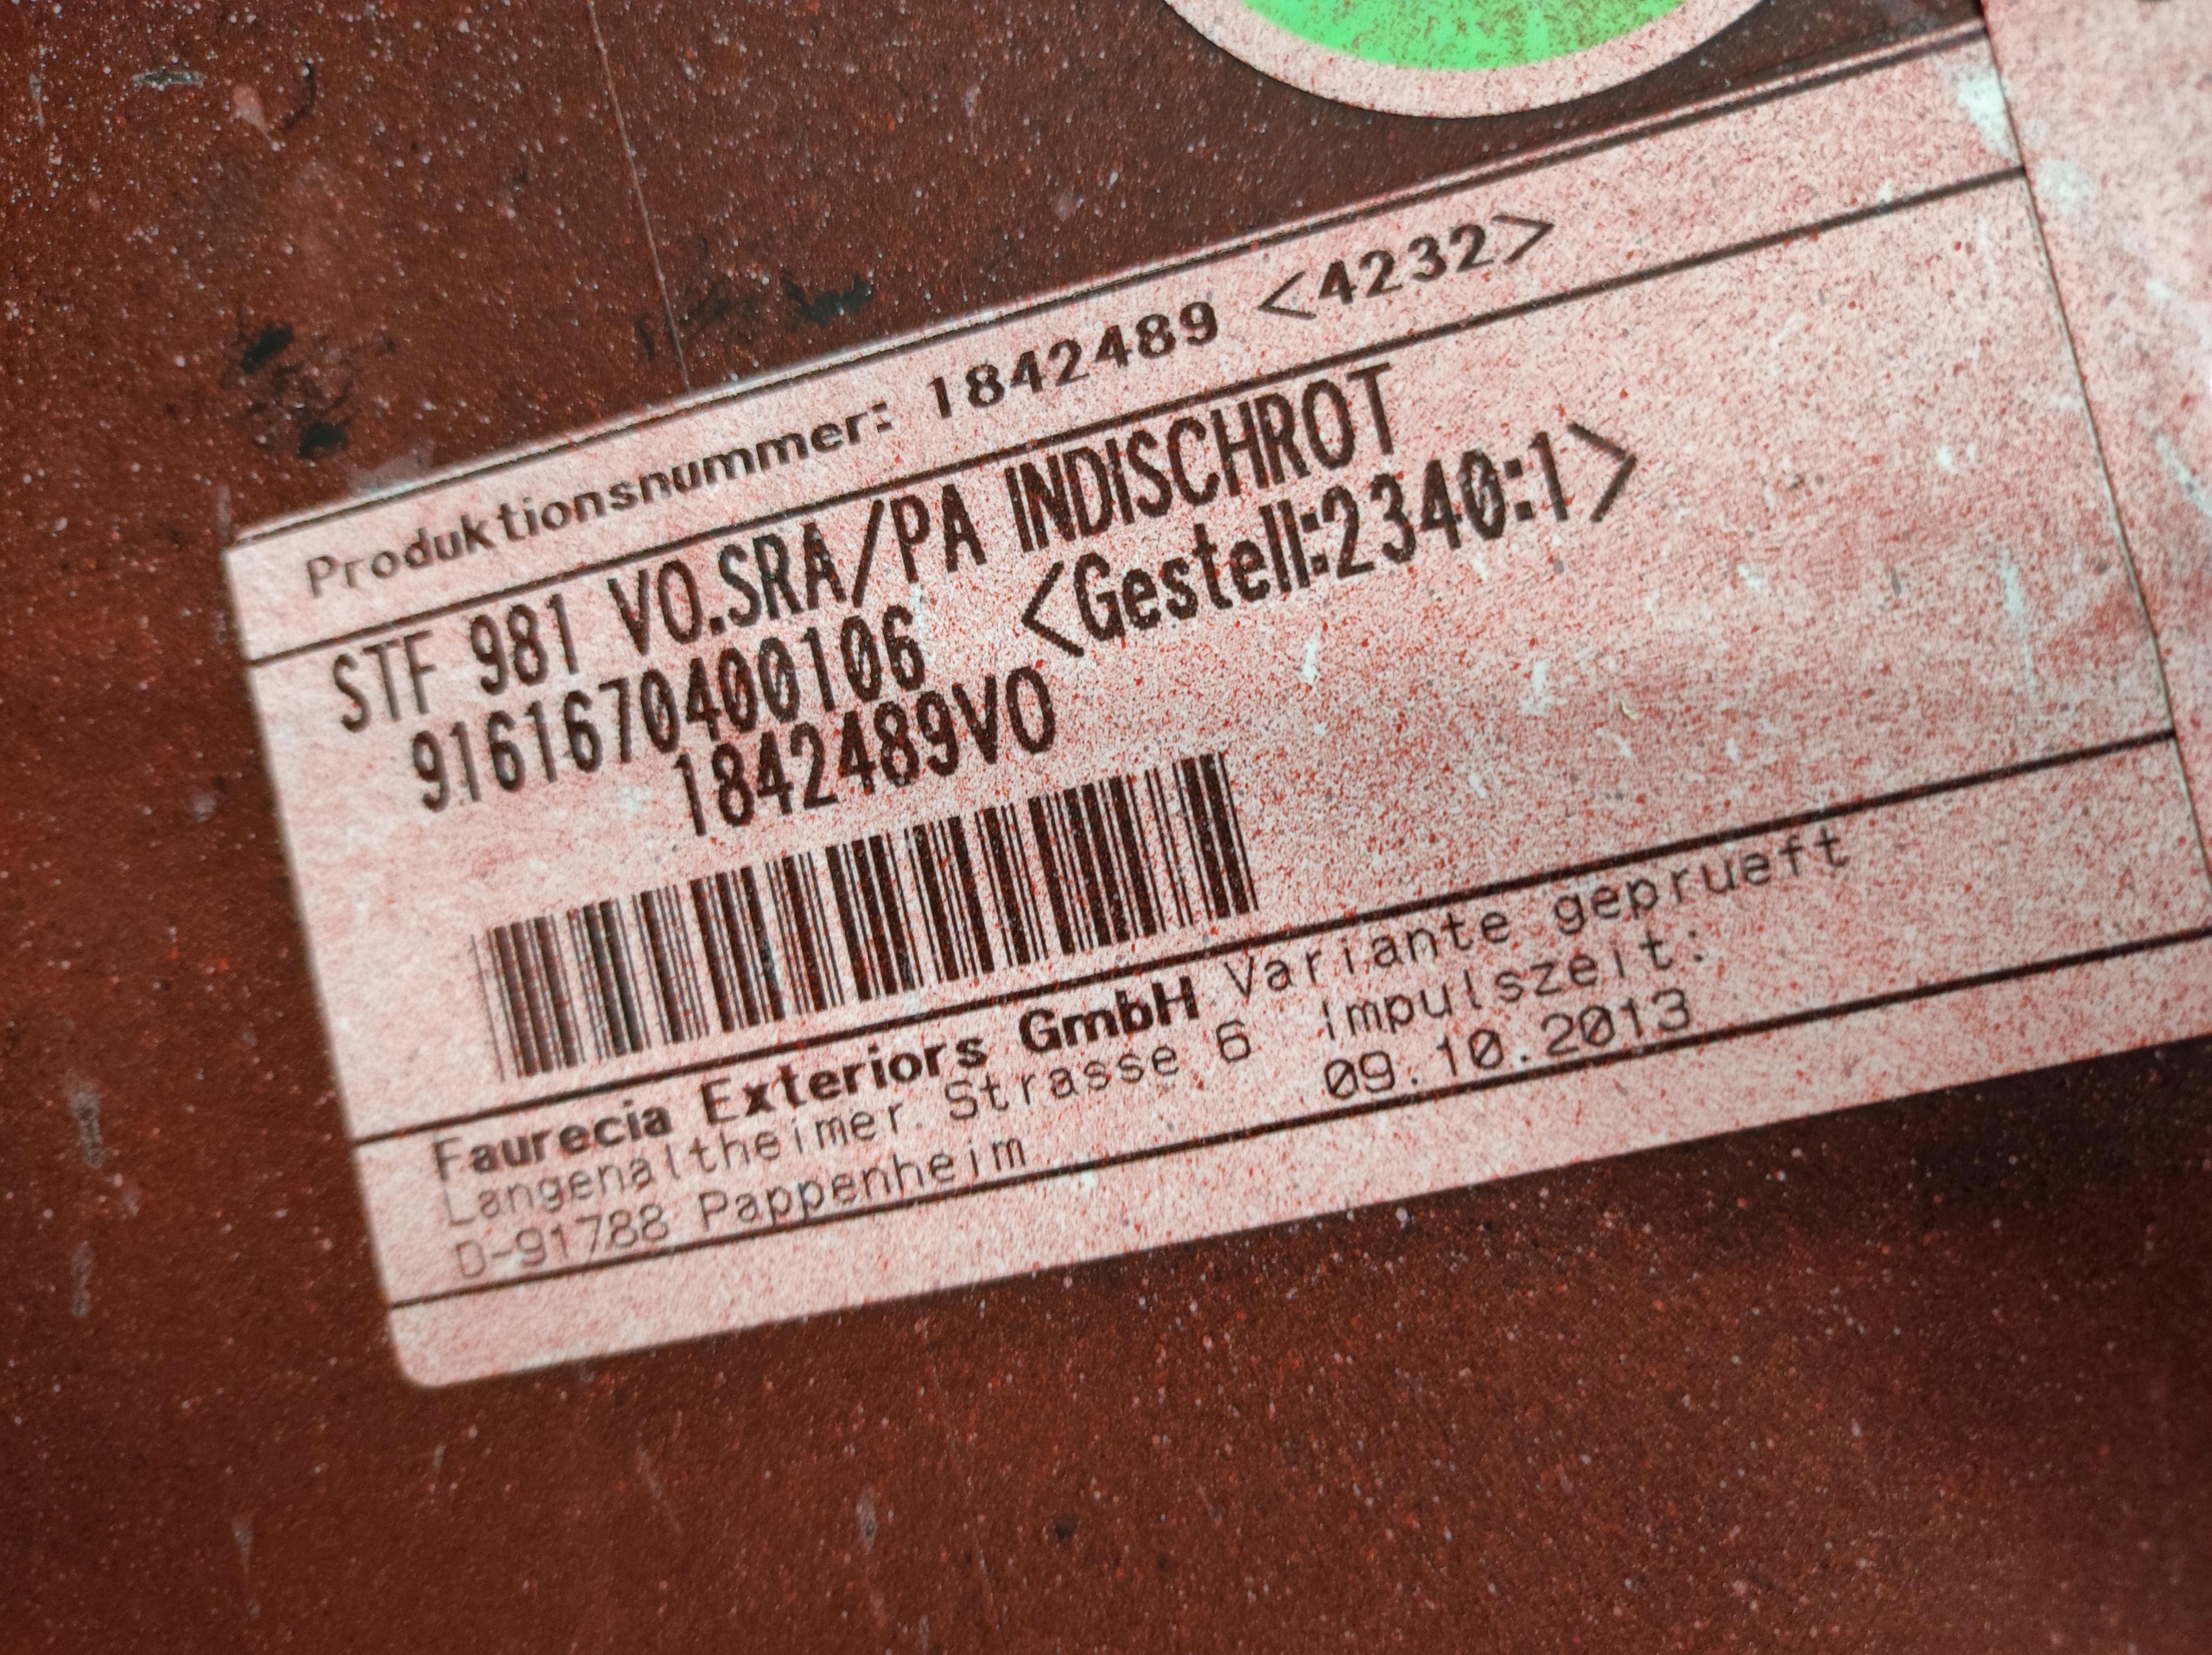 Produktionsnummer: 1842489 <4232>
STF 981 VO.SRA/PA INDISCHROT
9161670400106 <Gestell:2340:1>
1842489VO
Faurecia Exteriors GmbH Variante geprueft
Langenaltheimer Strasse 6 Impulszeit:
D-91788 Pappenheim 09.10.2013